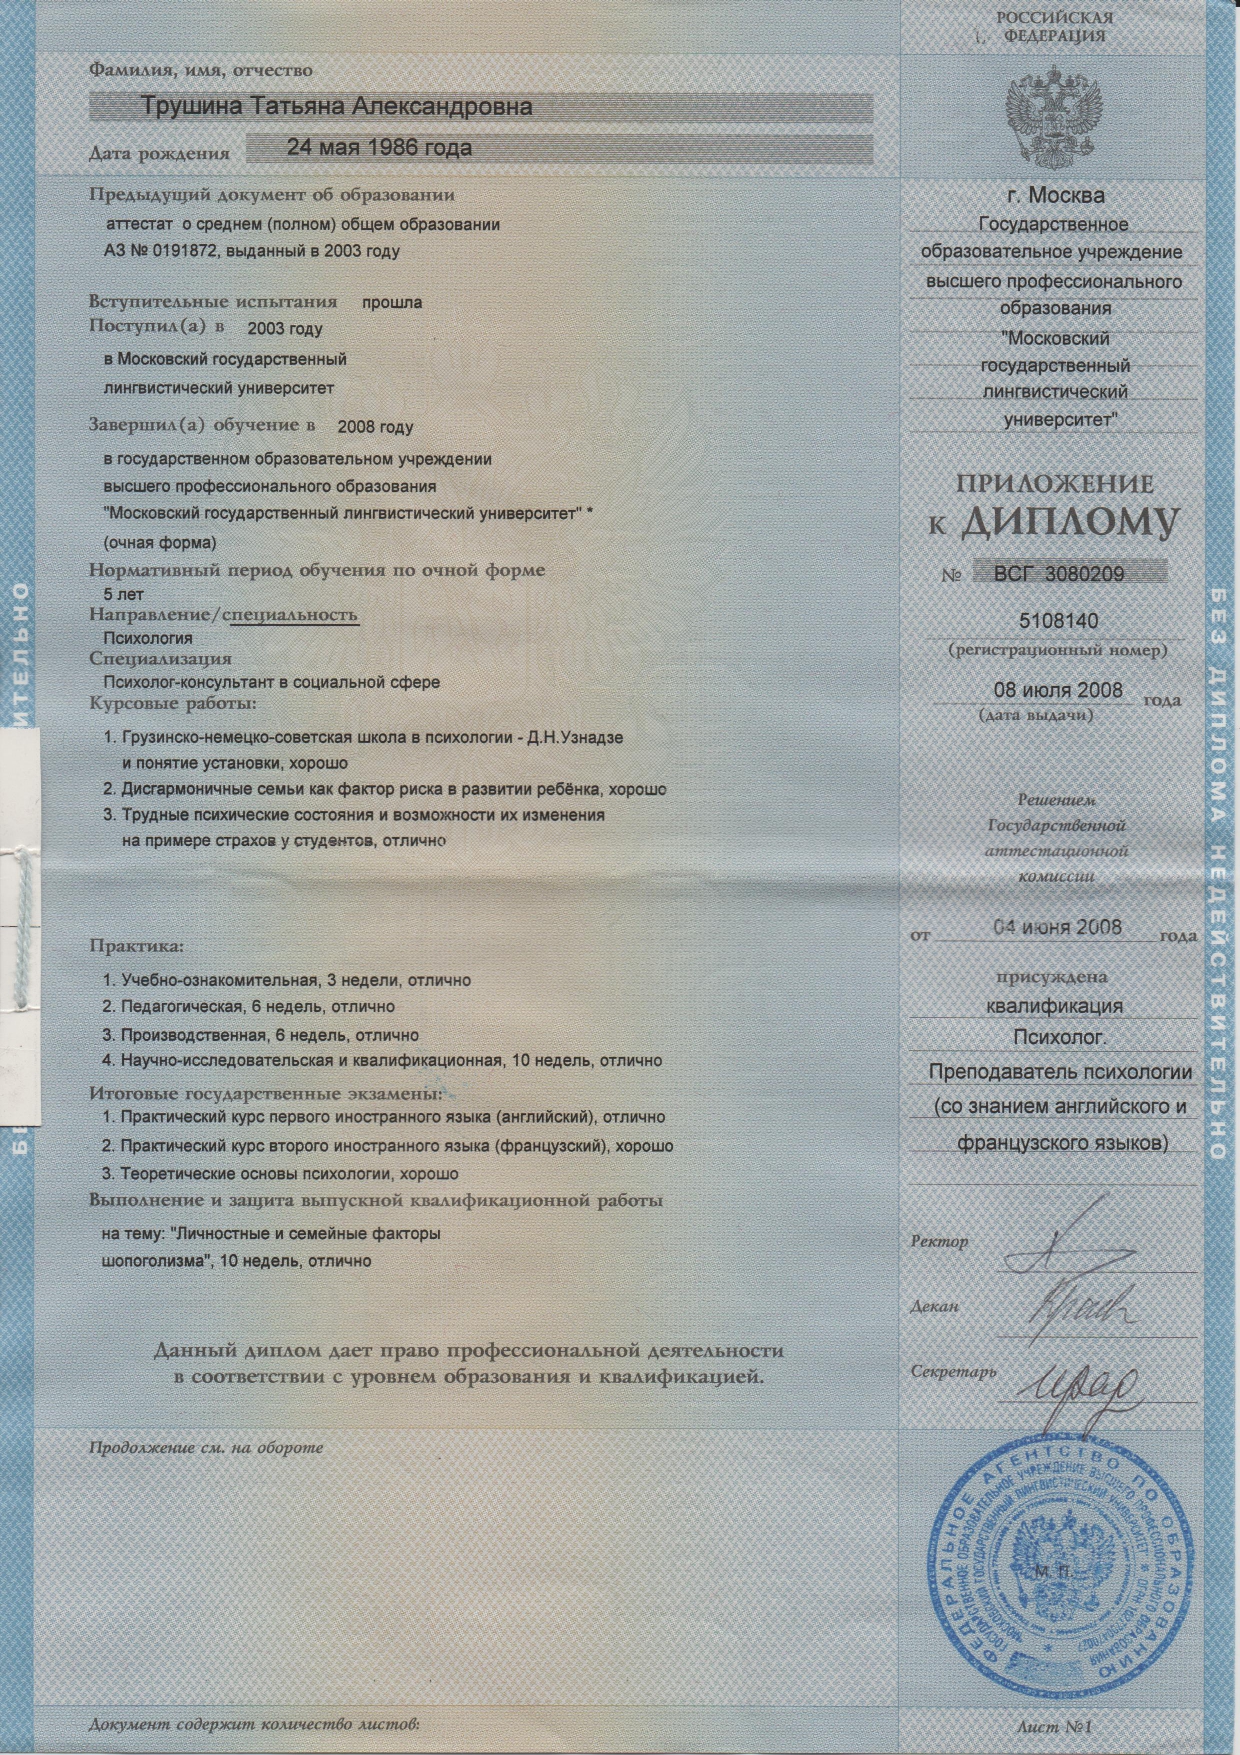 Фамилия, имя, отчество
Трушина Татьяна Александровна
Дата рождения 24 мая 1986 года
Предыдущий документ об образовании
аттестат о среднем (полном) общем образовании
АЗ № 0191872, выданный в 2003 году
Вступительные испытания прошла
Поступил(а) в 2003 году
в Московский государственный
лингвистический университет
Завершил(а) обучение в 2008 году
в государственном образовательном учреждении
высшего профессионального образования
"Московский государственный лингвистический университет" *
(очная форма)
Нормативный период обучения по очной форме
5 лет
Направление/специальность
Психология
Специализация
Психолог-консультант в социальной сфере
Курсовые работы:
1. Грузинско-немецко-советская школа в психологии - Д.Н.Узнадзе
и понятие установки, хорошо
2. Дисгармоничные семьи как фактор риска в развитии ребёнка, хорошо
3. Трудные психические состояния и возможности их изменения
на примере страхов у студентов, отлично
Практика:
1. Учебно-ознакомительная, 3 недели, отлично
2. Педагогическая, 6 недель, отлично
3. Производственная, 6 недель, отлично
4. Научно-исследовательская и квалификационная, 10 недель, отлично
Итоговые государственные экзамены:
1. Практический курс первого иностранного языка (английский), отлично
2. Практический курс второго иностранного языка (французский), хорошо
3. Теоретические основы психологии, хорошо
Выполнение и защита выпускной квалификационной работы
на тему: "Личностные и семейные факторы
шопоголизма", 10 недель, отлично
Данный диплом дает право профессиональной деятельности
в соответствии с уровнем образования и квалификацией.
Продолжение см. на обороте
Документ содержит количество листов:
РОССИЙСКАЯ
ФЕДЕРАЦИЯ
г. Москва
Государственное
образовательное учреждение
высшего профессионального
образования
"Московский
государственный
лингвистический
университет"
ПРИЛОЖЕНИЕ
к ДИПЛОМУ
№ ВСГ 3080209
5108140
(регистрационный номер)
08 июля 2008 года
(дата выдачи)
Решением
Государственной
аттестационной
комиссии
от 04 июня 2008 года
присуждена
квалификация
Психолог.
Преподаватель психологии
(со знанием английского и
французского языков)
Ректор
Декан
Секретарь
ФЕДЕРАЛЬНОЕ АГЕНТСТВО ПО ОБРАЗОВАНИЮ
ГОСУДАРСТВЕННОЕ ОБРАЗОВАТЕЛЬНОЕ УЧРЕЖДЕНИЕ ВЫСШЕГО ПРОФЕССИОНАЛЬНОГО ОБРАЗОВАНИЯ
МОСКОВСКИЙ ГОСУДАРСТВЕННЫЙ ЛИНГВИСТИЧЕСКИЙ УНИВЕРСИТЕТ
М. П.
Лист №1
БЕЗ ДИПЛОМА НЕДЕЙСТВИТЕЛЬНО
ИТЕЛЬНО